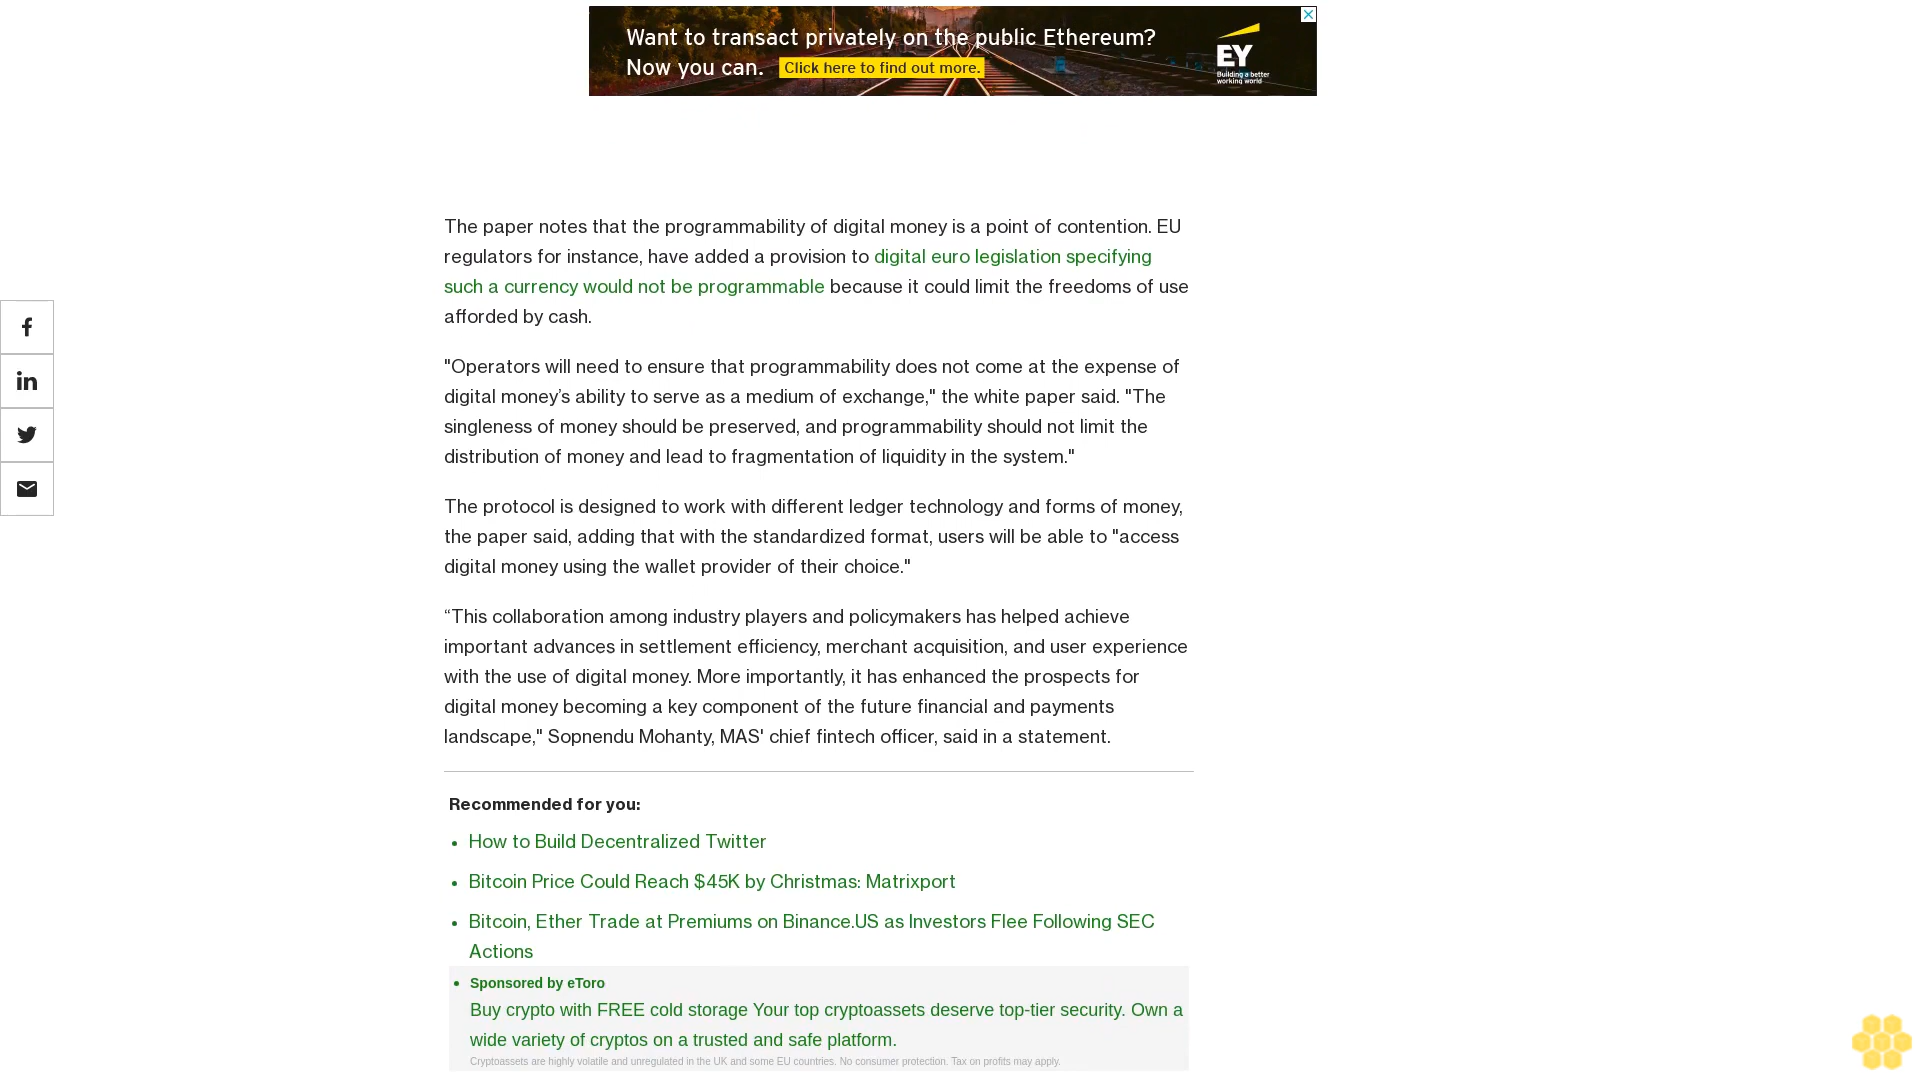 Want to transact privately on the public Ethereum?
Now you can. Click here to find out more.
EY
Building a better
working world
The paper notes that the programmability of digital money is a point of contention. EU
regulators for instance, have added a provision to digital euro legislation specifying
such a currency would not be programmable because it could limit the freedoms of use
afforded by cash.
"Operators will need to ensure that programmability does not come at the expense of
digital money’s ability to serve as a medium of exchange," the white paper said. "The
singleness of money should be preserved, and programmability should not limit the
distribution of money and lead to fragmentation of liquidity in the system."
The protocol is designed to work with different ledger technology and forms of money,
the paper said, adding that with the standardized format, users will be able to "access
digital money using the wallet provider of their choice."
“This collaboration among industry players and policymakers has helped achieve
important advances in settlement efficiency, merchant acquisition, and user experience
with the use of digital money. More importantly, it has enhanced the prospects for
digital money becoming a key component of the future financial and payments
landscape," Sopnendu Mohanty, MAS' chief fintech officer, said in a statement.
Recommended for you:
• How to Build Decentralized Twitter
• Bitcoin Price Could Reach $45K by Christmas: Matrixport
• Bitcoin, Ether Trade at Premiums on Binance.US as Investors Flee Following SEC
Actions
• Sponsored by eToro
Buy crypto with FREE cold storage Your top cryptoassets deserve top-tier security. Own a
wide variety of cryptos on a trusted and safe platform.
Cryptoassets are highly volatile and unregulated in the UK and some EU countries. No consumer protection. Tax on profits may apply.